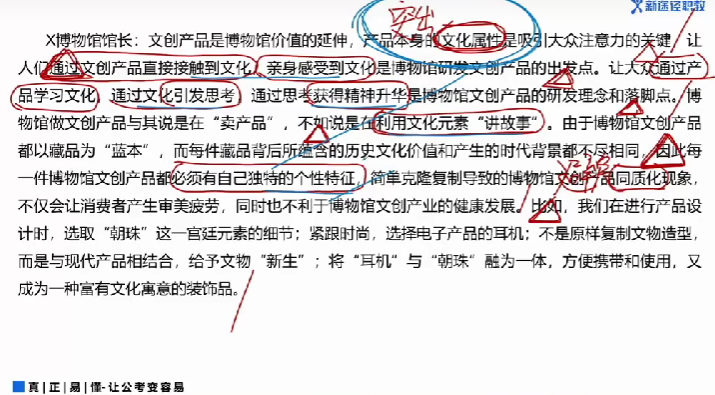 新途径职教
突出
X博物馆馆长：文创产品是博物馆价值的延伸，产品本身的文化属性是吸引大众注意力的关键，让
人们通过文创产品直接接触到文化，亲身感受到文化是博物馆研发文创产品的出发点。让大众通过产
品学习文化，通过文化引发思考，通过思考获得精神升华是博物馆文创产品的研发理念和落脚点。博
物馆做文创产品与其说是在“卖产品”，不如说是在利用文化元素“讲故事”。由于博物馆文创产品
都以藏品为“蓝本”，而每件藏品背后所蕴含的历史文化价值和产生的时代背景都不尽相同，因此每
一件博物馆文创产品都必须有自己独特的个性特征，简单克隆复制导致的博物馆文创产品同质化现象，
不仅会让消费者产生审美疲劳，同时也不利于博物馆文创产业的健康发展。比如，我们在进行产品设
计时，选取“朝珠”这一宫廷元素的细节；紧跟时尚，选择电子产品的耳机；不是原样复制文物造型，
而是与现代产品相结合，给予文物“新生”；将“耳机”与“朝珠”融为一体，方便携带和使用，又
成为一种富有文化寓意的装饰品。
真|正|易|懂-让公考变容易